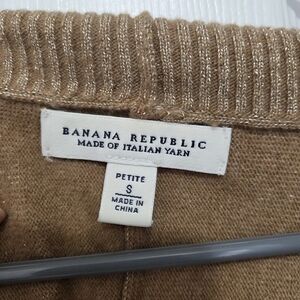 BANANA REPUBLIC
MADE OF ITALIAN YARN
PETITE
S
MADE IN
CHINA